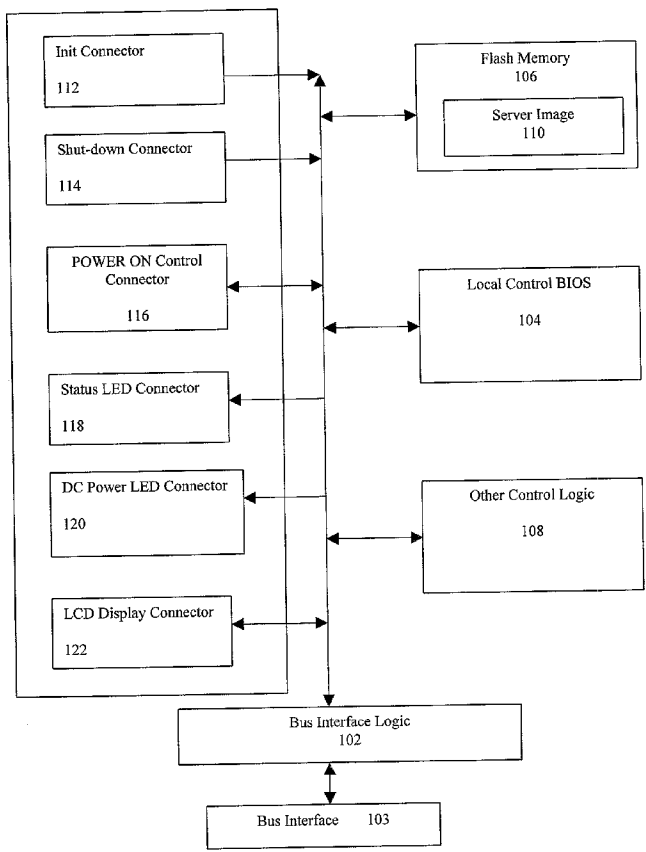 Init Connector
112
Shut-down Connector
114
POWER ON Control
Connector
116
Status LED Connector
118
DC Power LED Connector
120
LCD Display Connector
122
Flash Memory
106
Server Image
110
Local Control BIOS
104
Other Control Logic
108
Bus Interface Logic
102
Bus Interface 103